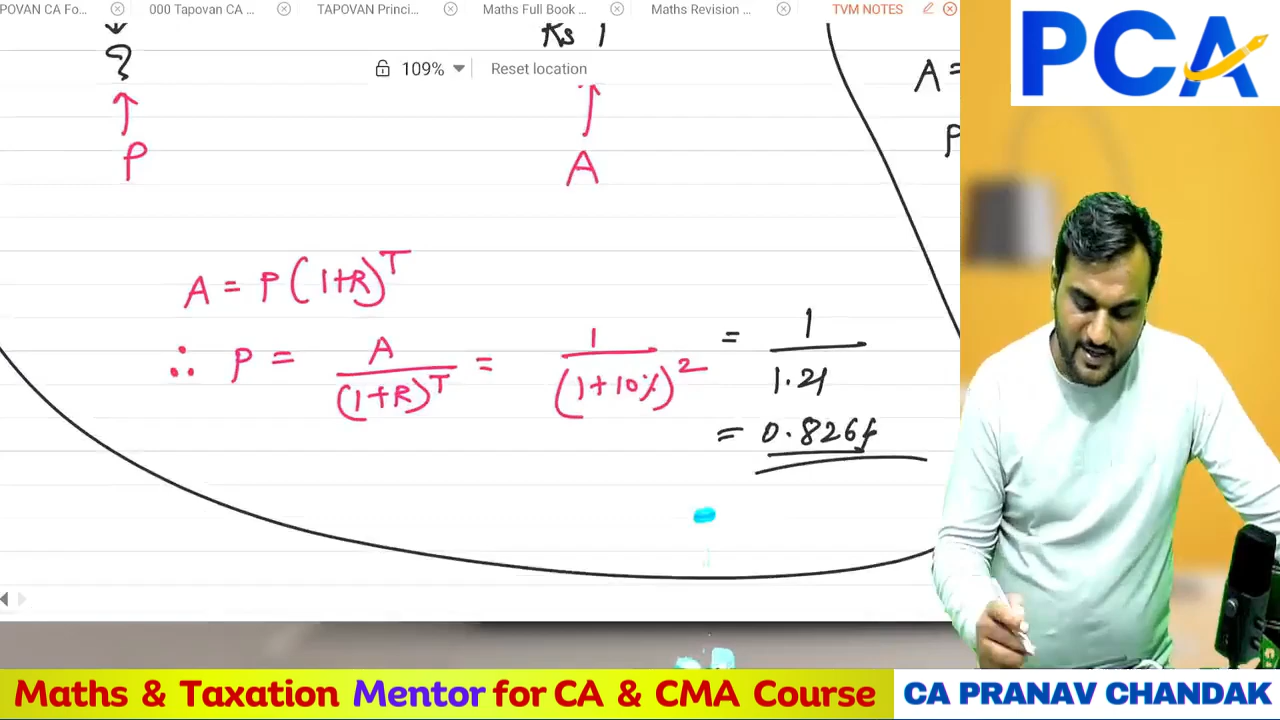 POVAN CA Fo... 000 Tapovan CA ... TAPOVAN Princi... Maths Full Book ... Maths Revision ... TVM NOTES
PCA
?
Rs 1
109% Reset location
A =
P
P
A
A = P(1+R)^T
∴ P = A/(1+R)^T = 1/(1+10%)^2 = 1/1.21
= 0.8264
Maths & Taxation Mentor for CA & CMA Course
CA PRANAV CHANDAK